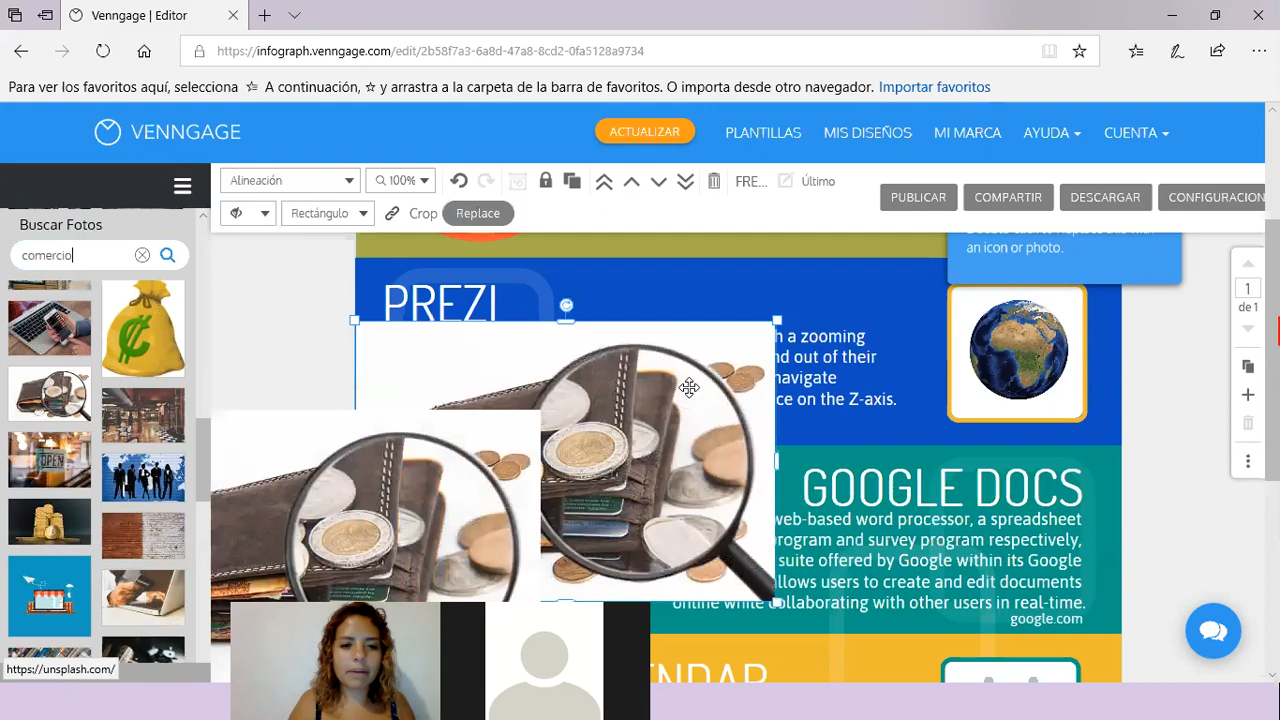 Venngage | Editor
https://infograph.venngage.com/edit/2b58f7a3-6a8d-47a8-8cd2-0fa5128a9734
Para ver los favoritos aquí, selecciona A continuación, y arrastra a la carpeta de la barra de favoritos. O importa desde otro navegador. Importar favoritos
VENNGAGE
ACTUALIZAR
PLANTILLAS
MIS DISEÑOS
MI MARCA
AYUDA
CUENTA
Alineación
100%
FRE...
Último
PUBLICAR
COMPARTIR
DESCARGAR
CONFIGURACION
Rectángulo
Crop
Replace
Buscar Fotos
comercio
an icon or photo.
1
de 1
PREZI
h a zooming
nd out of their
navigate
ce on the Z-axis.
OPEN
GOOGLE DOCS
web-based word processor, a spreadsheet
program and survey program respectively,
suite offered by Google within its Google
allows users to create and edit documents
online while collaborating with other users in real-time.
google.com
ENDAR
https://unsplash.com/